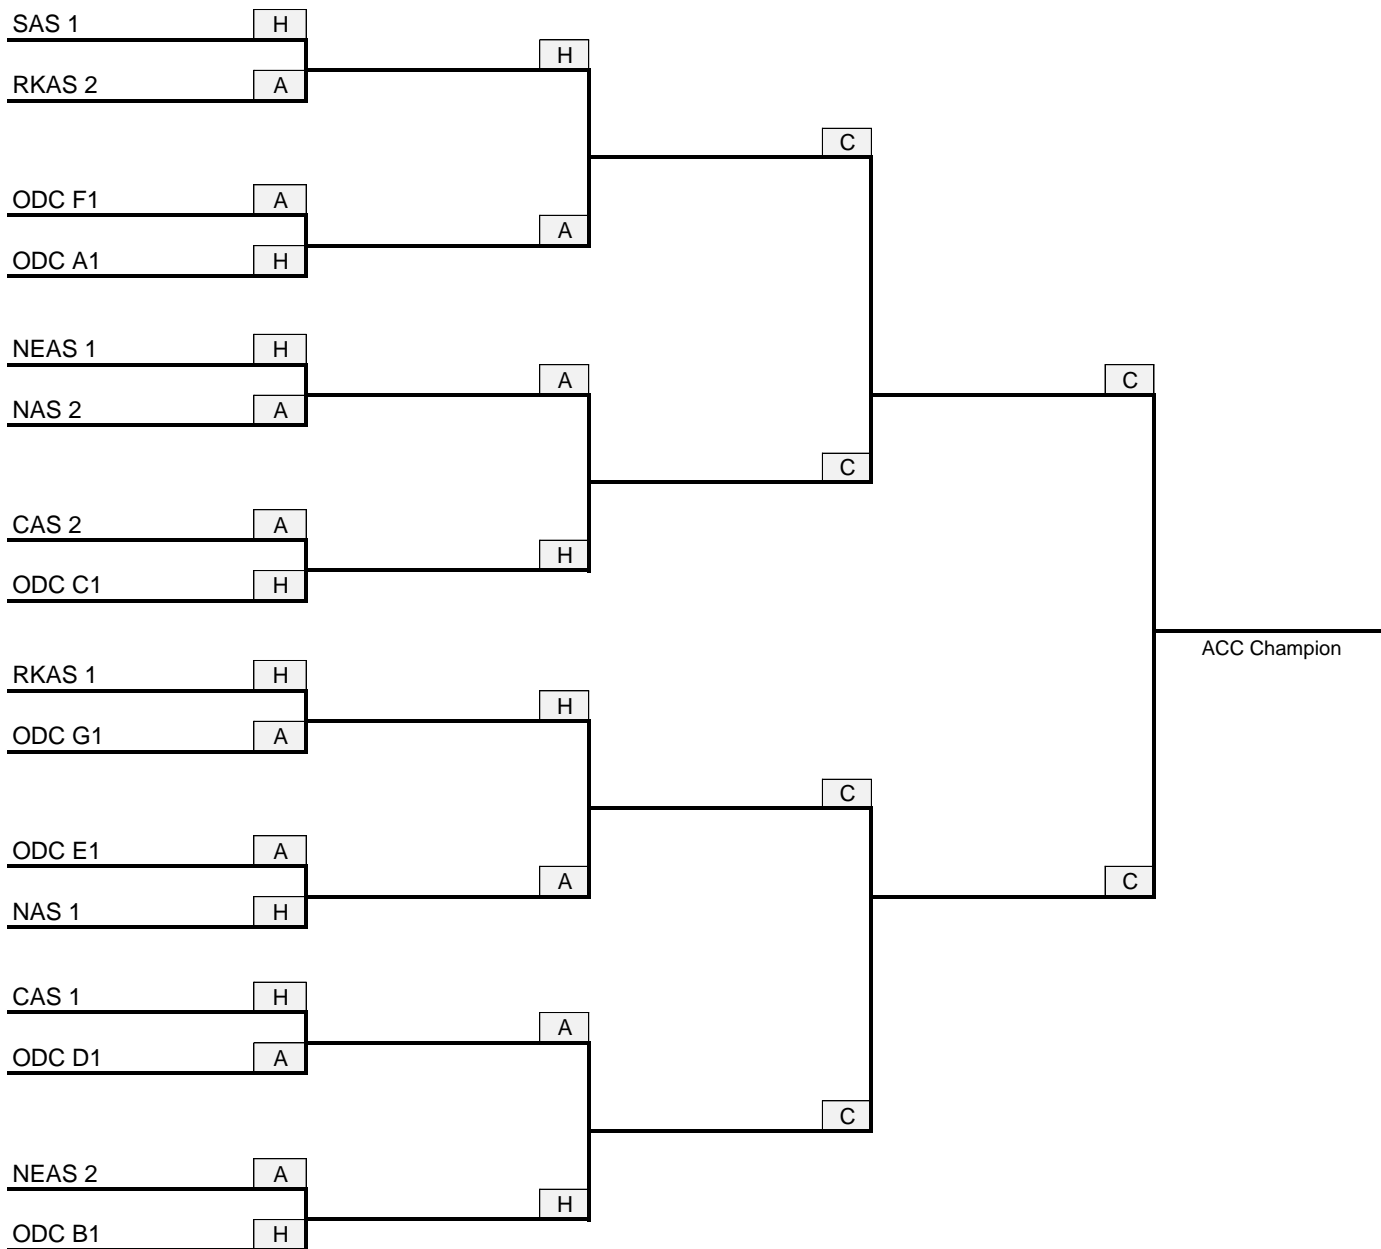 SAS 1 H
H
RKAS 2 A
C
ODC F1 A
A
ODC A1 H
NEAS 1 H
A C
NAS 2 A
C
CAS 2 A
H
ODC C1 H
ACC Champion
RKAS 1 H
H
ODC G1 A
C
ODC E1 A
A C
NAS 1 H
CAS 1 H
A
ODC D1 A
C
NEAS 2 A
H
ODC B1 H